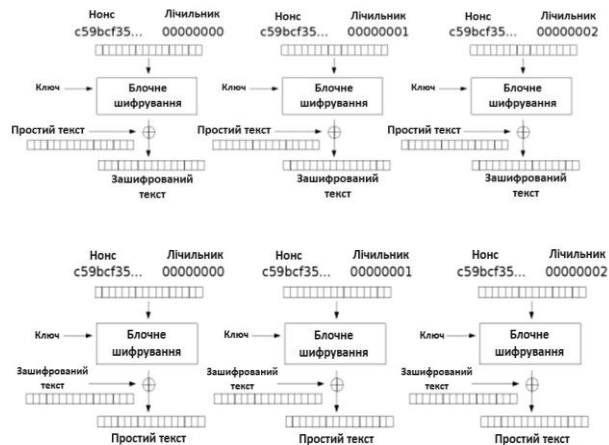 Нонс Лічильник Нонс Лічильник Нонс Лічильник
c59bcf35... 00000000 c59bcf35... 00000001 c59bcf35... 00000002
Ключ Блочне шифрування Ключ Блочне шифрування Ключ Блочне шифрування
Простий текст Простий текст Простий текст
Зашифрований Зашифрований Зашифрований
текст текст текст
Нонс Лічильник Нонс Лічильник Нонс Лічильник
c59bcf35... 00000000 c59bcf35... 00000001 c59bcf35... 00000002
Ключ Блочне шифрування Ключ Блочне шифрування Ключ Блочне шифрування
Зашифрований Зашифрований Зашифрований
текст текст текст
Простий текст Простий текст Простий текст